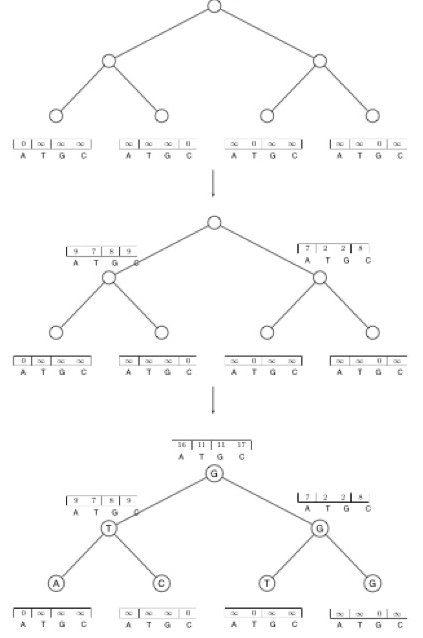 0 ∞ ∞ ∞ ∞ ∞ ∞ 0 ∞ 0 ∞ ∞ ∞ ∞ 0 ∞
A T G C A T G C A T G C A T G C
9 7 8 9 7 2 2 8
A T G C A T G C
0 ∞ ∞ ∞ ∞ ∞ ∞ 0 ∞ 0 ∞ ∞ ∞ ∞ 0 ∞
A T G C A T G C A T G C A T G C
16 11 11 17
A T G C
G
9 7 8 9 7 2 2 8
A T G C A T G C
T G
A C T G
0 ∞ ∞ ∞ ∞ ∞ ∞ 0 ∞ 0 ∞ ∞ ∞ ∞ 0 ∞
A T G C A T G C A T G C A T G C